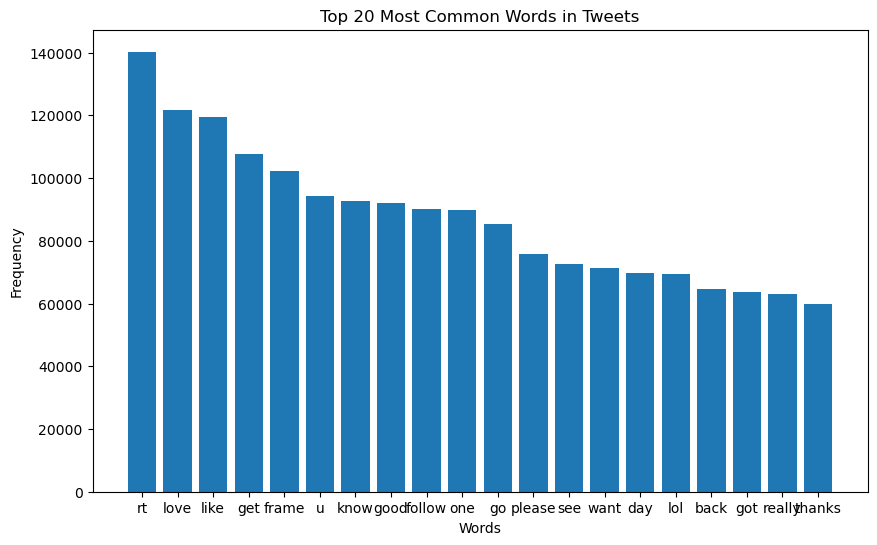 Top 20 Most Common Words in Tweets
140000
120000
100000
80000
60000
40000
20000
0
Frequency
rt love like get frame u know good follow one go please see want day lol back got really thanks
Words